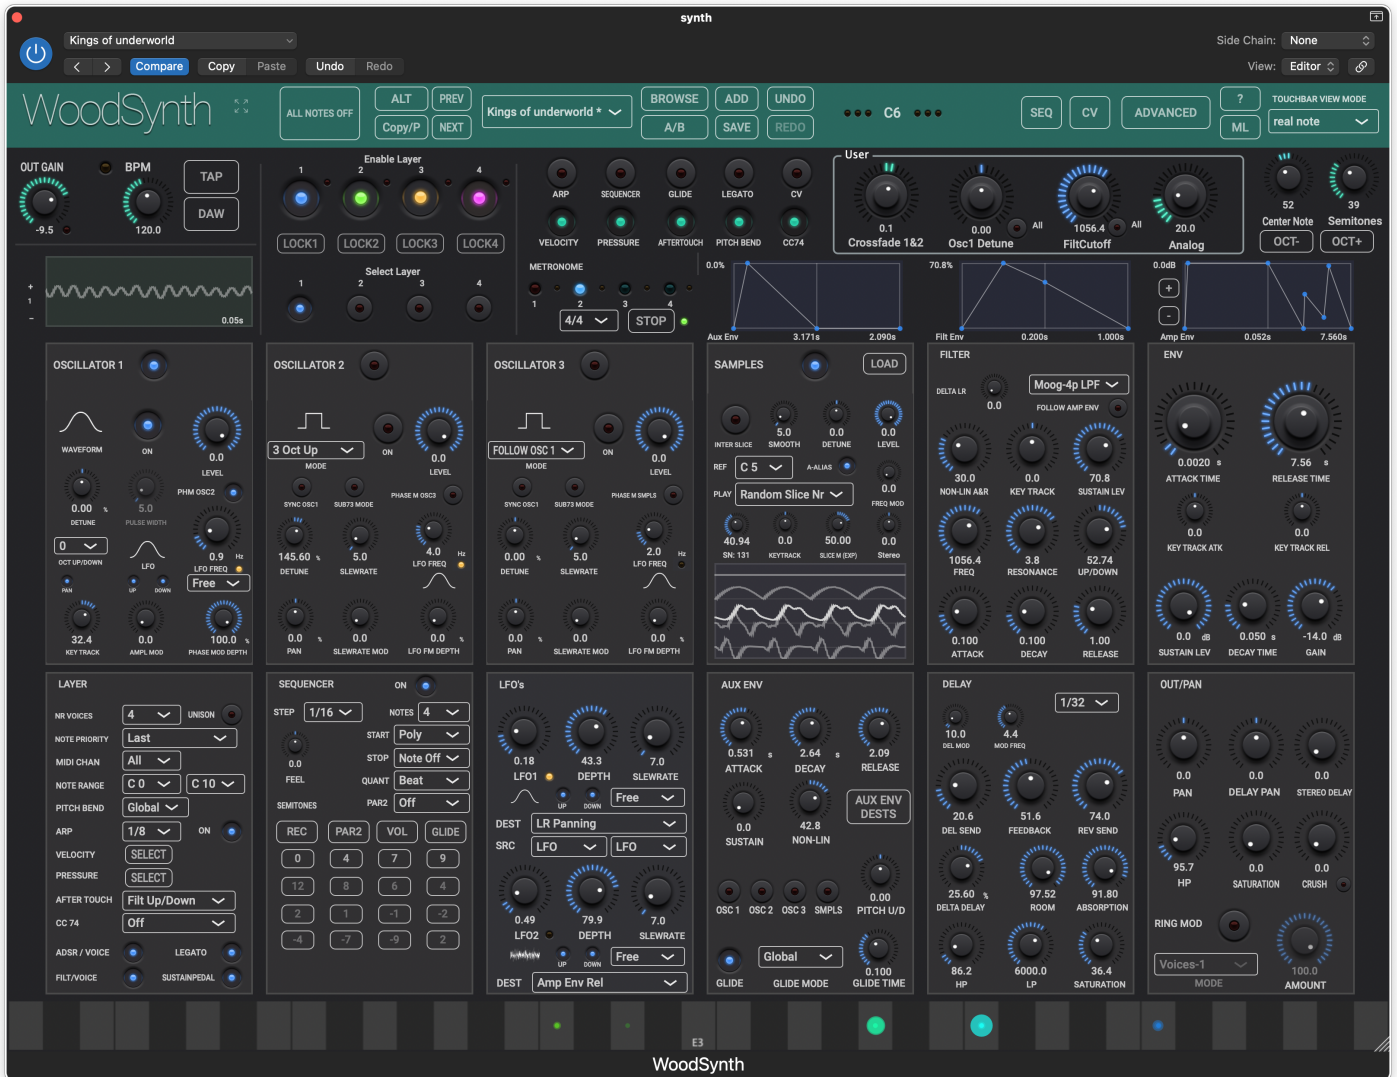 synth
Kings of underworld
Side Chain: None
Compare Copy Paste Undo Redo
View: Editor
WoodSynth
ALL NOTES OFF
ALT PREV
Copy/P NEXT
Kings of underworld *
BROWSE ADD UNDO
A/B SAVE REDO
C6
SEQ CV ADVANCED
? ML
TOUCHBAR VIEW MODE
real note
OUT GAIN
-9.5
BPM
120.0
TAP
DAW
Enable Layer
1 2 3 4
LOCK1 LOCK2 LOCK3 LOCK4
Select Layer
1 2 3 4
ARP SEQUENCER GLIDE LEGATO CV
VELOCITY PRESSURE AFTERTOUCH PITCH BEND CC74
METRONOME
1 2 3 4
4/4 STOP
User
0.1 0.00 All 1056.4 All 20.0
Crossfade 1&2 Osc1 Detune FiltCutoff Analog
52 39
Center Note Semitones
OCT- OCT+
+
1
-
0.05s
0.0%
Aux Env 3.171s 2.090s
70.8%
Filt Env 0.200s 1.000s
0.0dB
+
-
Amp Env 0.052s 7.560s
OSCILLATOR 1
WAVEFORM ON 0.0
LEVEL
PHM OSC2
0.00 % 5.0
DETUNE PULSE WIDTH
0
OCT UP/DOWN LFO
0.9 Hz
LFO FREQ
PAN UP DOWN Free
32.4 0.0 100.0 %
KEY TRACK AMPL MOD PHASE MOD DEPTH
OSCILLATOR 2
3 Oct Up
MODE ON 0.0
LEVEL
SYNC OSC1 SUB73 MODE PHASE M OSC3
145.60 % 5.0 4.0 Hz
DETUNE SLEWRATE LFO FREQ
0.0 % 0.0 0.0
PAN SLEWRATE MOD LFO FM DEPTH
OSCILLATOR 3
FOLLOW OSC 1
MODE ON 0.0
LEVEL
SYNC OSC1 SUB73 MODE PHASE M SMPLS
0.00 % 5.0 2.0 Hz
DETUNE SLEWRATE LFO FREQ
0.0 % 0.0 0.0
PAN SLEWRATE MOD LFO FM DEPTH
SAMPLES LOAD
5.0 0.0 0.0
INTER SLICE SMOOTH DETUNE LEVEL
REF C 5 A-ALIAS
0.0
FREQ MOD
PLAY Random Slice Nr
40.94 0.0 50.00 0.0
SN: 131 KEYTRACK SLICE M (EXP) Stereo
FILTER
DELTA LR 0.0 Moog-4p LPF
FOLLOW AMP ENV
30.0 0.0 70.8
NON-LIN A&R KEY TRACK SUSTAIN LEV
1056.4 3.8 52.74
FREQ RESONANCE UP/DOWN
0.100 0.100 1.00
ATTACK DECAY RELEASE
ENV
0.0020 s 7.56 s
ATTACK TIME RELEASE TIME
0.0 0.0
KEY TRACK ATK KEY TRACK REL
0.0 dB 0.050 s -14.0 dB
SUSTAIN LEV DECAY TIME GAIN
LAYER
NR VOICES 4 UNISON
NOTE PRIORITY Last
MIDI CHAN All
NOTE RANGE C 0 C 10
PITCH BEND Global
ARP 1/8 ON
VELOCITY SELECT
PRESSURE SELECT
AFTER TOUCH Filt Up/Down
CC 74 Off
ADSR / VOICE LEGATO
FILT/VOICE SUSTAINPEDAL
SEQUENCER ON
STEP 1/16 NOTES 4
START Poly
0.0 STOP Note Off
FEEL QUANT Beat
SEMITONES PAR2 Off
REC PAR2 VOL GLIDE
0 4 7 9
12 8 6 4
2 1 -1 -2
-4 -7 -9 2
LFO's
0.18 43.3 7.0
LFO1 DEPTH SLEWRATE
UP DOWN Free
DEST LR Panning
SRC LFO LFO
0.49 79.9 7.0
LFO2 DEPTH SLEWRATE
UP DOWN Free
DEST Amp Env Rel
AUX ENV
0.531 s 2.64 s 2.09
ATTACK DECAY RELEASE
0.0 42.8
SUSTAIN NON-LIN
AUX ENV
DESTS
OSC 1 OSC 2 OSC 3 SMPLS
0.00
PITCH U/D
Global
0.100
GLIDE GLIDE MODE GLIDE TIME
DELAY
1/32
10.0 4.4
DEL MOD MOD FREQ
20.6 51.6 74.0
DEL SEND FEEDBACK REV SEND
25.60 % 97.52 91.80
DELTA DELAY ROOM ABSORPTION
86.2 6000.0 36.4
HP LP SATURATION
OUT/PAN
0.0 0.0 0.0
PAN DELAY PAN STEREO DELAY
95.7 0.0 0.0
HP SATURATION CRUSH
RING MOD
Voices-1
MODE
100.0
AMOUNT
E3
WoodSynth